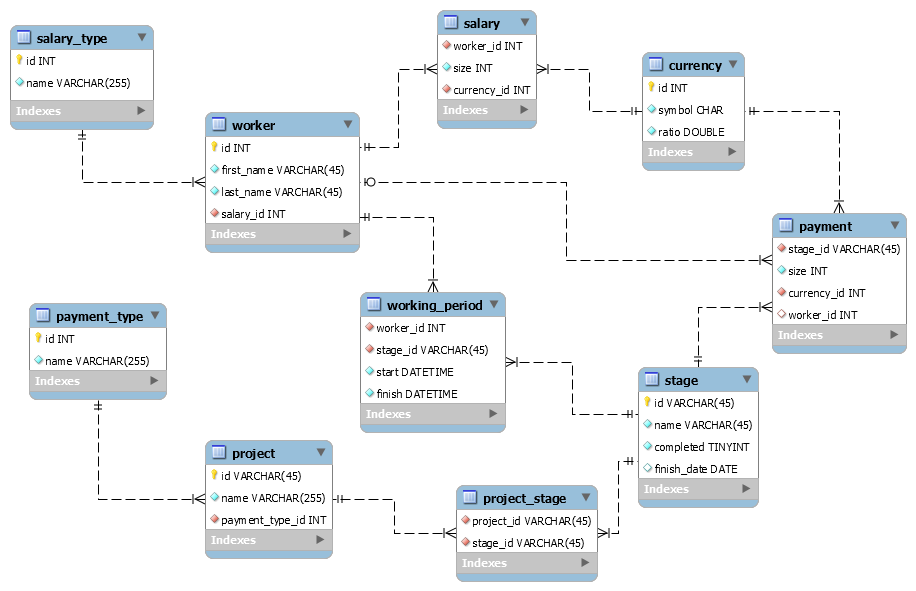 salary_type
id INT
name VARCHAR(255)
Indexes
worker
id INT
first_name VARCHAR(45)
last_name VARCHAR(45)
salary_id INT
Indexes
salary
worker_id INT
size INT
currency_id INT
Indexes
currency
id INT
symbol CHAR
ratio DOUBLE
Indexes
payment
stage_id VARCHAR(45)
size INT
currency_id INT
worker_id INT
Indexes
working_period
worker_id INT
stage_id VARCHAR(45)
start DATETIME
finish DATETIME
Indexes
payment_type
id INT
name VARCHAR(255)
Indexes
stage
id VARCHAR(45)
name VARCHAR(45)
completed TINYINT
finish_date DATE
Indexes
project
id VARCHAR(45)
name VARCHAR(255)
payment_type_id INT
Indexes
project_stage
project_id VARCHAR(45)
stage_id VARCHAR(45)
Indexes